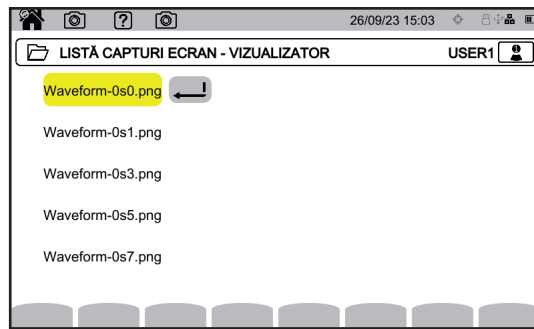 26/09/23 15:03
LISTĂ CAPTURI ECRAN - VIZUALIZATOR USER1
Waveform-0s0.png
Waveform-0s1.png
Waveform-0s3.png
Waveform-0s5.png
Waveform-0s7.png